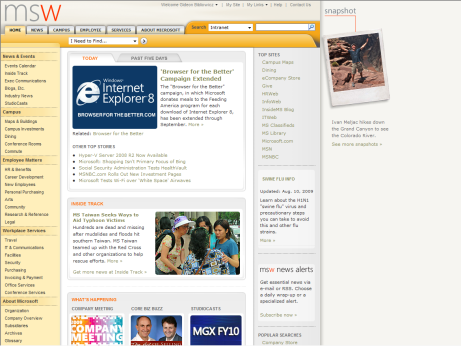 msw
Welcome Gideon Bibliowicz
My Site
My Links
Help
Contact Us
HOME
NEWS
CAMPUS
EMPLOYEE
SERVICES
ABOUT MICROSOFT
Search:
Intranet
I Need to Find...
News & Events
Events Calendar
Inside Track
Exec Communications
Blogs, Etc.
Industry News
StudioCasts
Campus
Maps & Buildings
Campus Investments
Dining
Conference Rooms
Commute
Employee Matters
HR & Benefits
Career Development
New Employees
Personal Purchasing
Arts
Community
Research & Reference
Legal
Workplace Services
Travel
IT & Communications
Facilities
Security
Purchasing
Invoicing & Payment
Office Services
Conference Services
About Microsoft
Organization
Company Overview
Subsidiaries
Archives
Glossary
TODAY
PAST FIVE DAYS
Windows
Internet
Explorer 8
BROWSERFORTHEBETTER.COM
'Browser for the Better'
Campaign Extended
The "Browser for the Better"
campaign, in which Microsoft
donates meals to the Feeding
America program for each
download of Internet Explorer 8,
has been extended through
September. More »
Related: Browser for the Better
OTHER TOP STORIES
Hyper-V Server 2008 R2 Now Available
Microsoft: Shopping Isn't Primary Focus of Bing
Social Security Administration Tests HealthVault
MSNBC.com Rolls Out New Investment Pages
Microsoft Tests Wi-Fi over 'White Space' Airwaves
INSIDE TRACK
MS Taiwan Seeks Ways to
Aid Typhoon Victims
Hundreds are dead and missing
after mudslides and floods hit
southern Taiwan. MS Taiwan
teamed up with the Red Cross
and other organizations to help
rescue efforts. More »
Get more news at Inside Track »
WHAT'S HAPPENING
COMPANY MEETING
CORE BIZ BUZZ
STUDIOCASTS
COMPANY
MEETING
MGX FY10
TOP SITES
Campus Maps
Dining
eCompany Store
Give
HRWeb
InfoWeb
InsideMS Blog
ITWeb
MS Classifieds
MS Library
Microsoft.com
MSN
MSNBC
SWINE FLU INFO
Updated: Aug. 10, 2009
Learn about the H1N1
"swine flu" virus and
precautionary steps
you can take to avoid
this and other flu
strains.
More »
msw news alerts
Get essential news via
e-mail or RSS. Choose
a daily wrap-up or a
specialized alert.
Subscribe now »
POPULAR SEARCHES
Company Store
snapshot
Ivan Mejias hikes down
the Grand Canyon to see
the Colorado River.
See more snapshots »